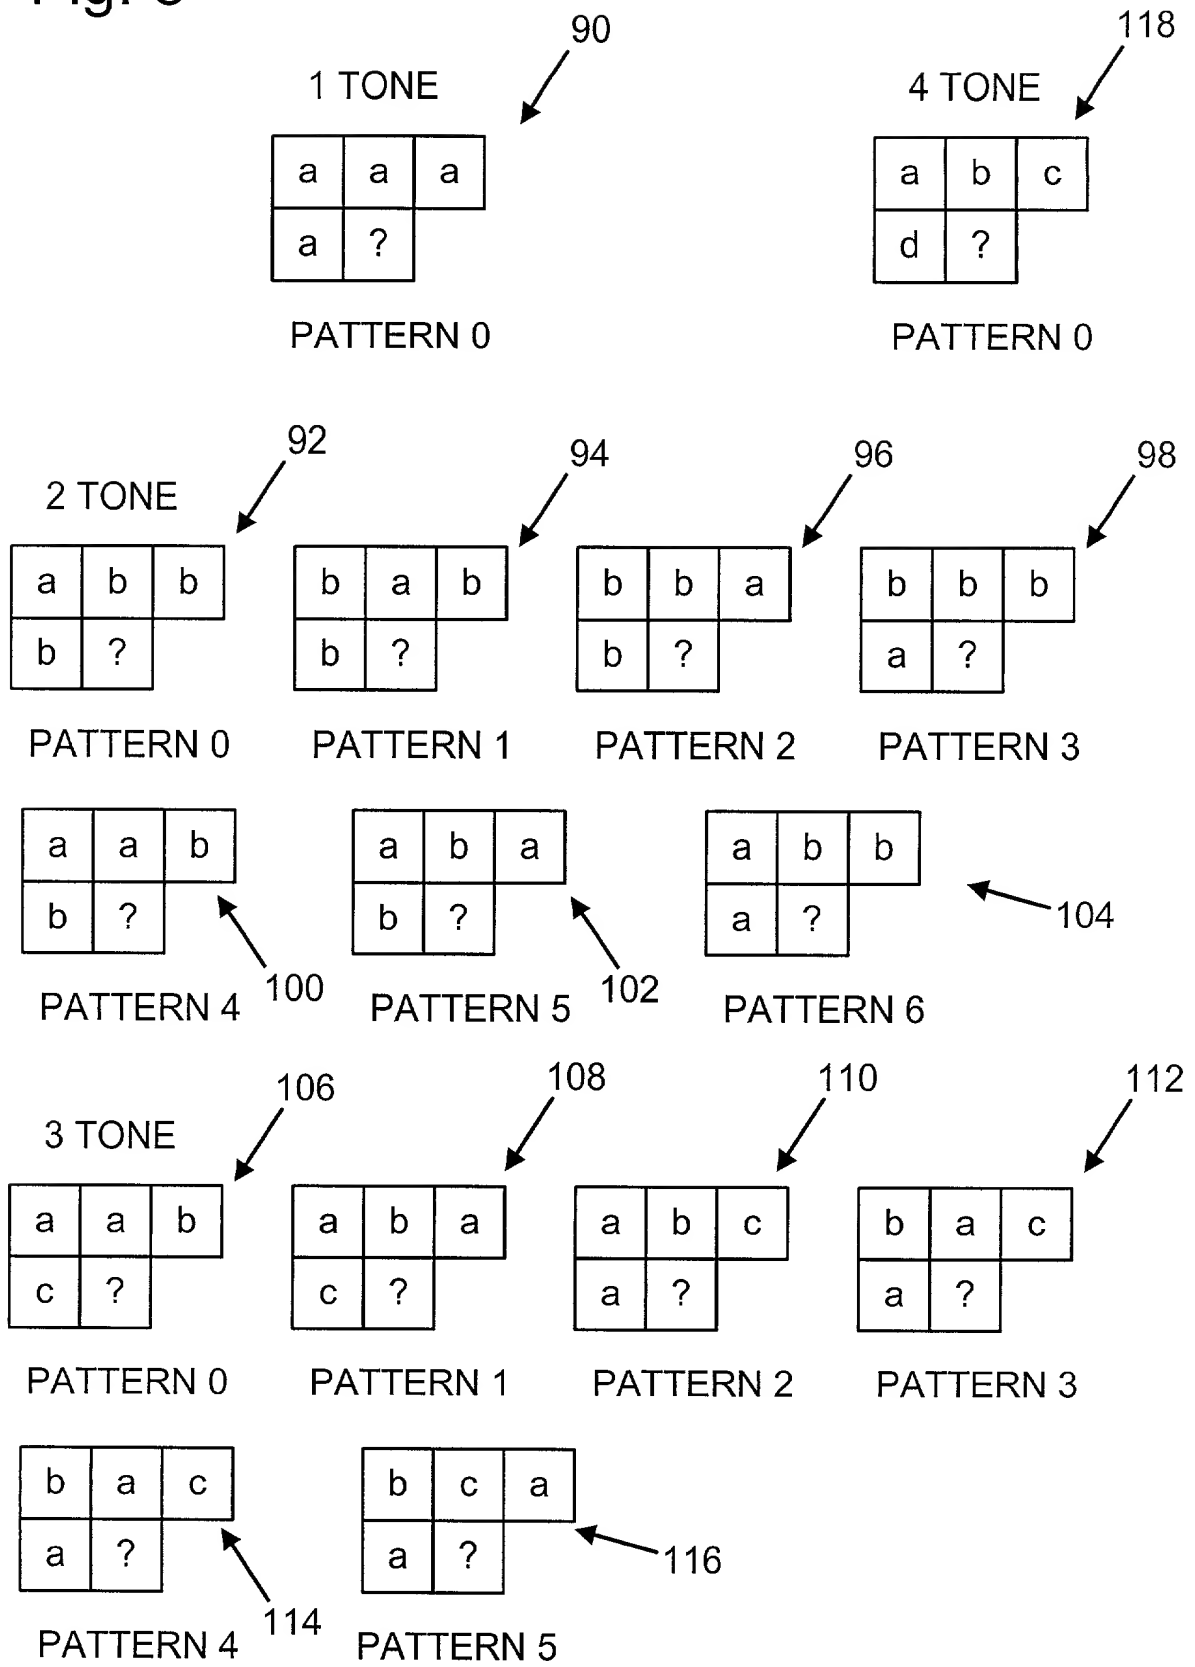 90
118
1 TONE
4 TONE
a a a
a b c
a ?
d ?
PATTERN 0
PATTERN 0
92
94
96
98
2 TONE
a b b
b a b
b b a
b b b
b ?
b ?
b ?
a ?
PATTERN 0
PATTERN 1
PATTERN 2
PATTERN 3
a a b
a b a
a b b
b ?
b ?
a ?
104
100
102
PATTERN 4
PATTERN 5
PATTERN 6
106
108
110
112
3 TONE
a a b
a b a
a b c
b a c
c ?
c ?
a ?
a ?
PATTERN 0
PATTERN 1
PATTERN 2
PATTERN 3
b a c
b c a
a ?
a ?
116
114
PATTERN 4
PATTERN 5